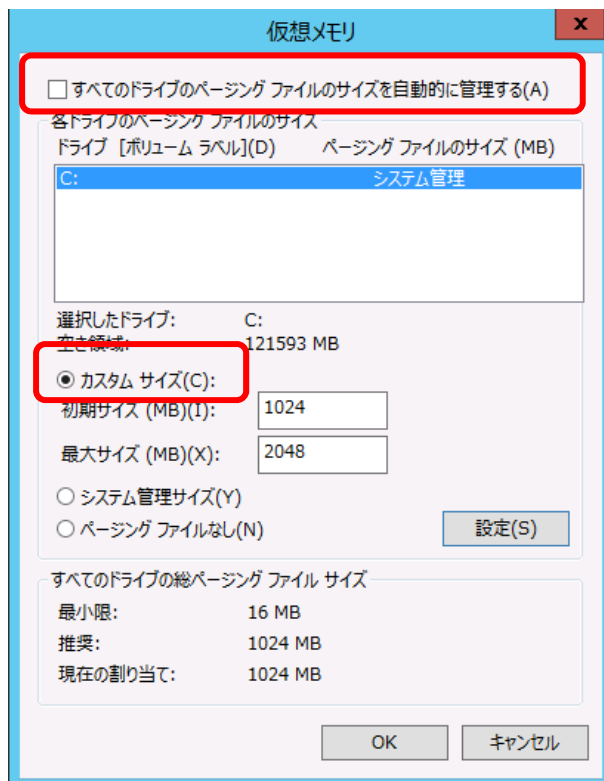 仮想メモリ
x
すべてのドライブのページング ファイルのサイズを自動的に管理する(A)
各ドライブのページング ファイルのサイズ
ドライブ [ボリューム ラベル](D) ページング ファイルのサイズ (MB)
C: システム管理
選択したドライブ: C:
空き領域: 121593 MB
カスタム サイズ(C):
初期サイズ (MB)(I): 1024
最大サイズ (MB)(X): 2048
システム管理サイズ(Y)
ページング ファイルなし(N) 設定(S)
すべてのドライブの総ページング ファイル サイズ
最小限: 16 MB
推奨: 1024 MB
現在の割り当て: 1024 MB
OK キャンセル